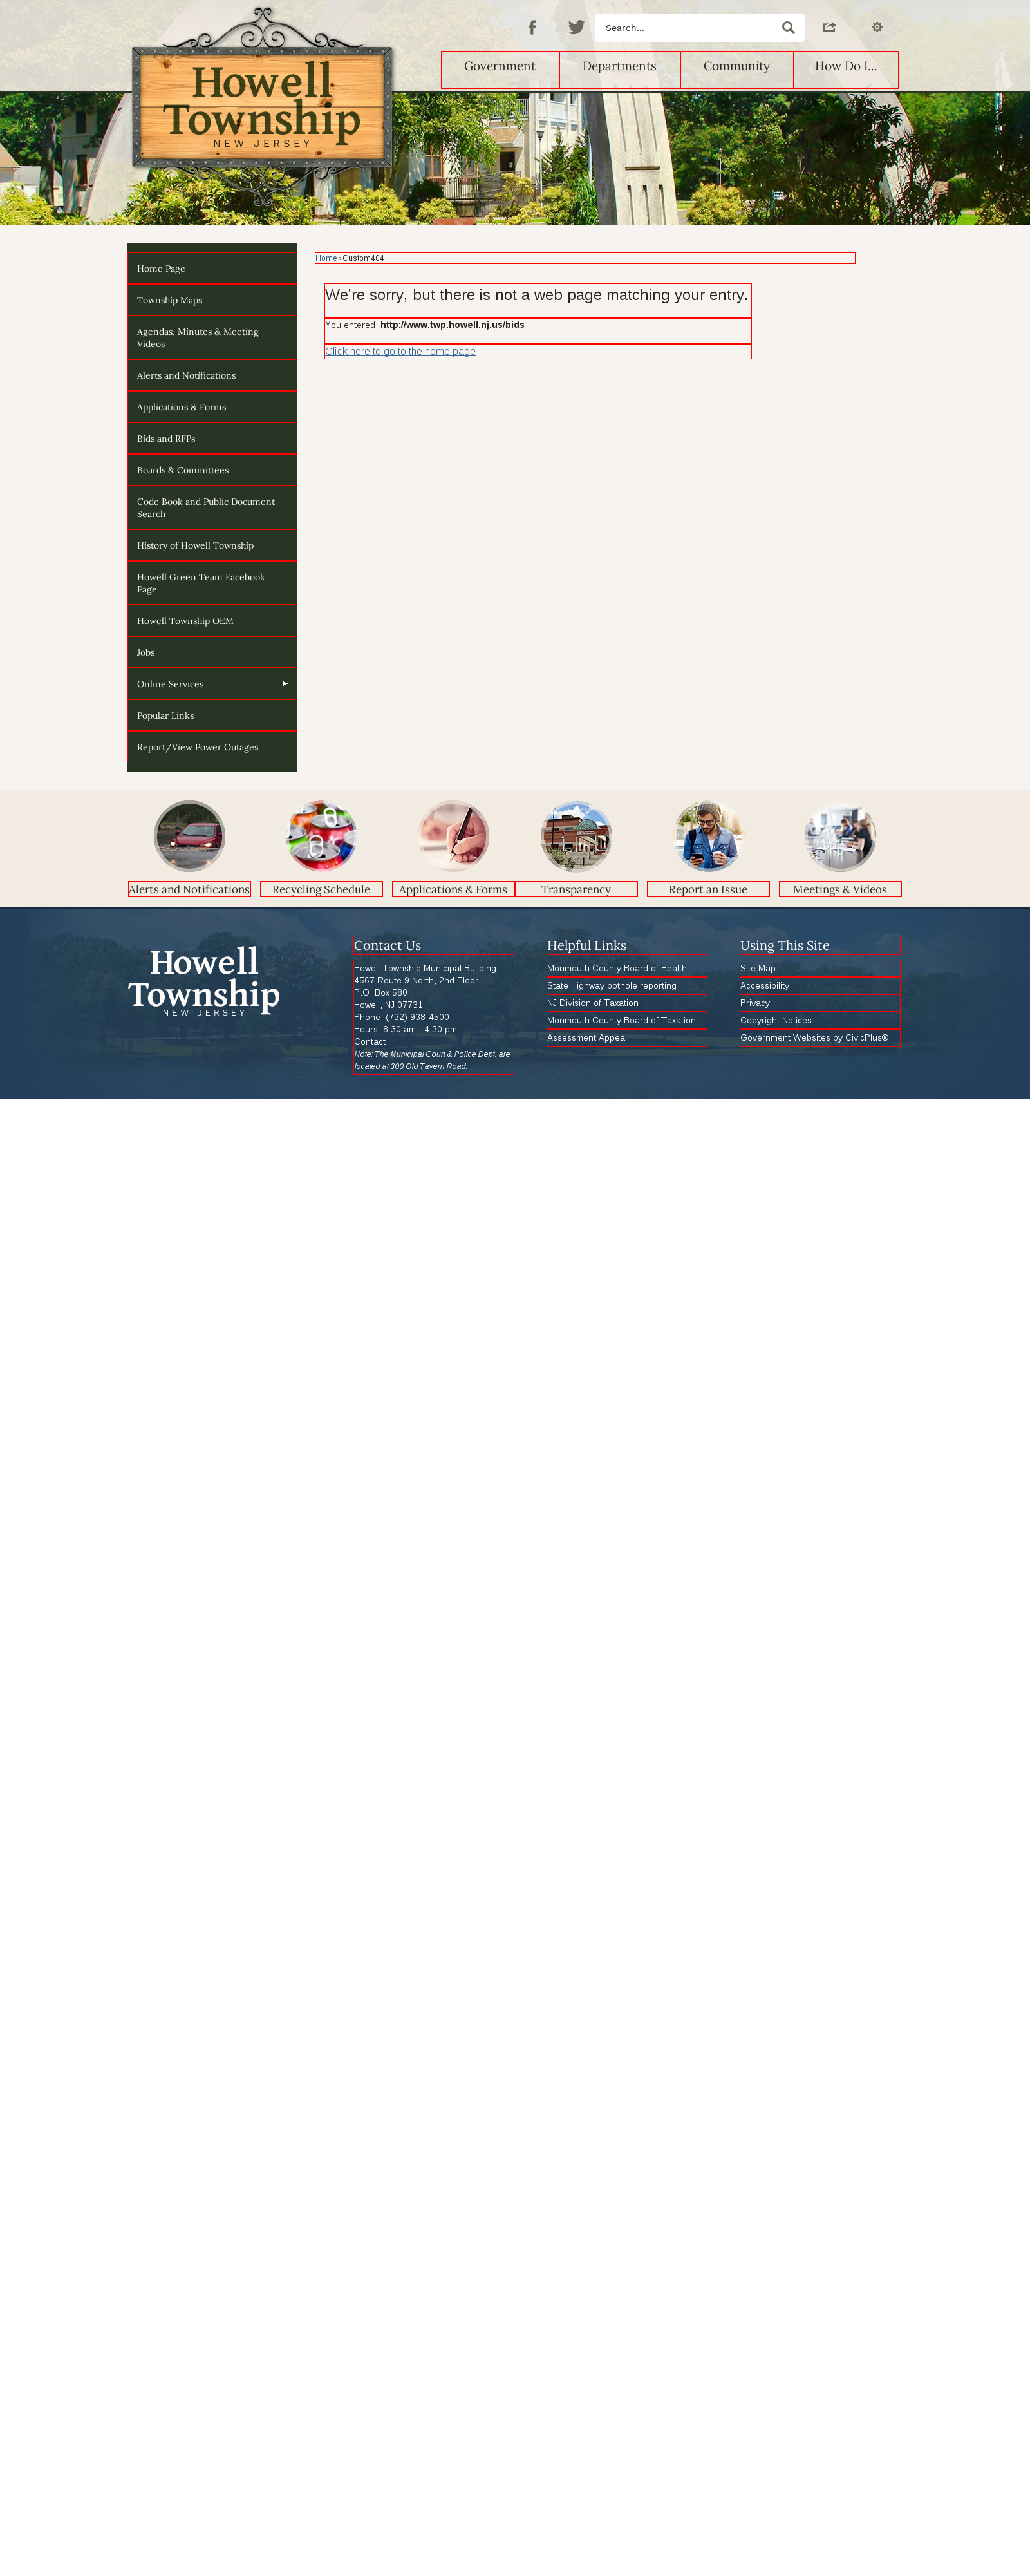 Search...
Government
Departments
Community
How Do I...
Howell
Township
NEW JERSEY
Home Page
Township Maps
Agendas, Minutes & Meeting
Videos
Alerts and Notifications
Applications & Forms
Bids and RFPs
Boards & Committees
Code Book and Public Document
Search
History of Howell Township
Howell Green Team Facebook
Page
Howell Township OEM
Jobs
Online Services
Popular Links
Report/View Power Outages
Home › Custom404
We're sorry, but there is not a web page matching your entry.
You entered: http://www.twp.howell.nj.us/bids
Click here to go to the home page
Alerts and Notifications
Recycling Schedule
Applications & Forms
Transparency
Report an Issue
Meetings & Videos
Howell
Township
NEW JERSEY
Contact Us
Howell Township Municipal Building
4567 Route 9 North, 2nd Floor
P.O. Box 580
Howell, NJ 07731
Phone: (732) 938-4500
Hours: 8:30 am - 4:30 pm
Contact
Note: The Municipal Court & Police Dept. are
located at 300 Old Tavern Road.
Helpful Links
Monmouth County Board of Health
State Highway pothole reporting
NJ Division of Taxation
Monmouth County Board of Taxation
Assessment Appeal
Using This Site
Site Map
Accessibility
Privacy
Copyright Notices
Government Websites by CivicPlus®